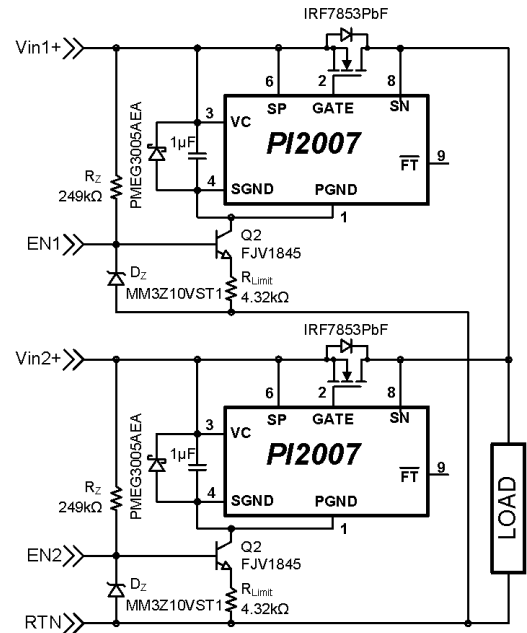 IRF7853PbF
Vin1+
6
2
8
SP
GATE
SN
3
VC
PMEG3005AEA
1µF
PI2007
FT
9
RZ
249kΩ
4
SGND
PGND
1
EN1
Q2
FJV1845
DZ
MM3Z10VST1
RLimit
4.32kΩ
IRF7853PbF
Vin2+
6
2
8
SP
GATE
SN
3
VC
PMEG3005AEA
1µF
PI2007
FT
9
RZ
249kΩ
4
SGND
PGND
1
LOAD
EN2
Q2
FJV1845
DZ
MM3Z10VST1
RLimit
4.32kΩ
RTN